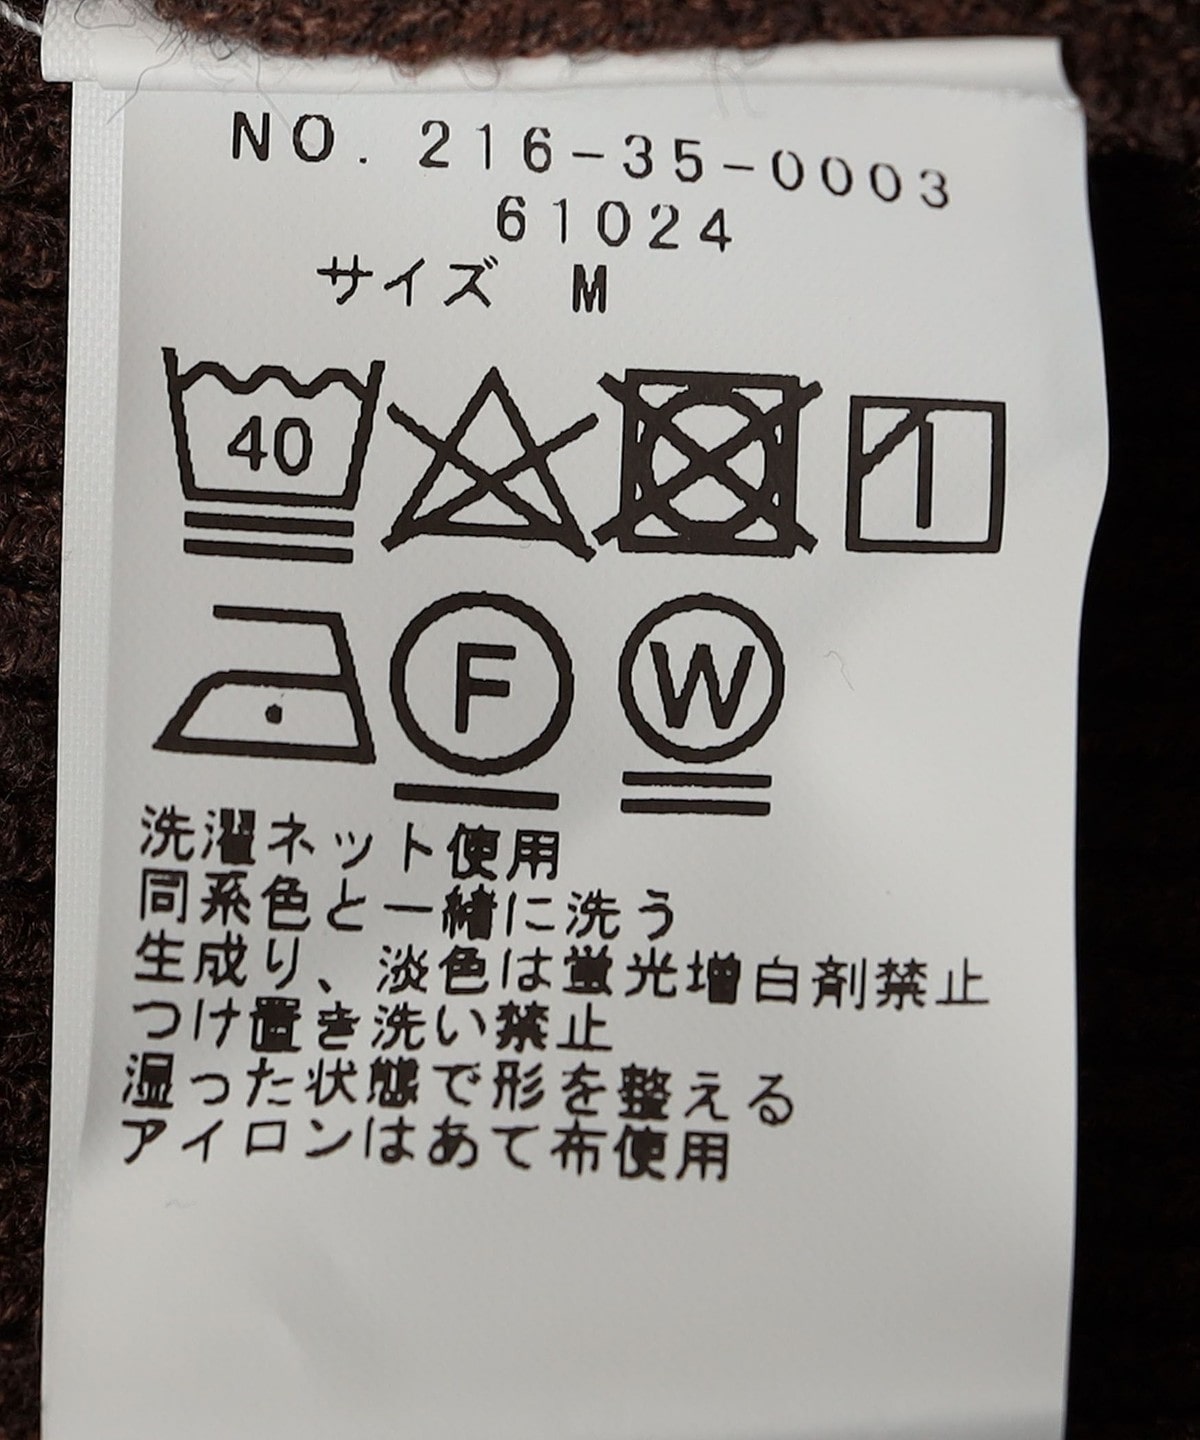 NO. 216-35-0003
61024
サイズ M
40
F W
洗濯ネット使用
同系色と一緒に洗う
生成り、淡色は蛍光増白剤禁止
つけ置き洗い禁止
湿った状態で形を整える
アイロンはあて布使用